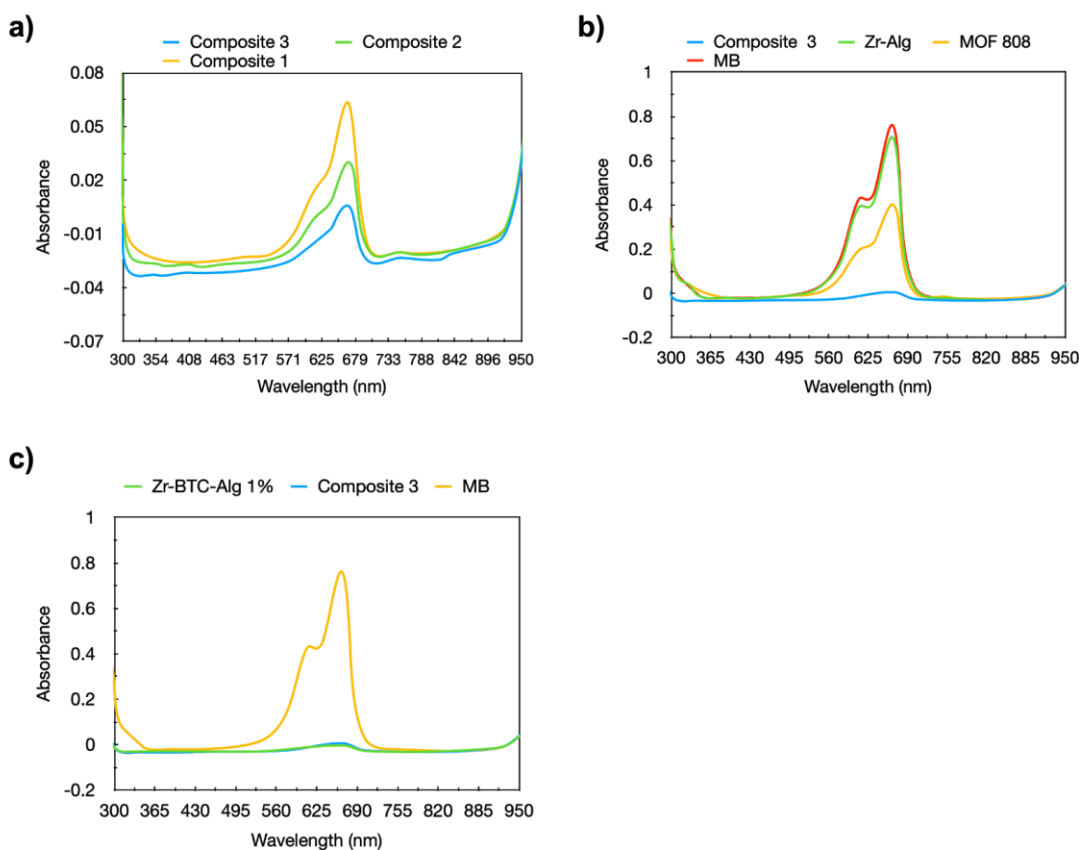 a)
Composite 3 Composite 2
Composite 1
0.08
0.05
0.02
-0.01
-0.04
-0.07
Absorbance
300 354 408 463 517 571 625 679 733 788 842 896 950
Wavelength (nm)
b)
Composite 3 Zr-Alg MOF 808
MB
1
0.8
0.6
0.4
0.2
0
-0.2
Absorbance
300 365 430 495 560 625 690 755 820 885 950
Wavelength (nm)
c)
Zr-BTC-Alg 1% Composite 3 MB
1
0.8
0.6
0.4
0.2
0
-0.2
Absorbance
300 365 430 495 560 625 690 755 820 885 950
Wavelength (nm)